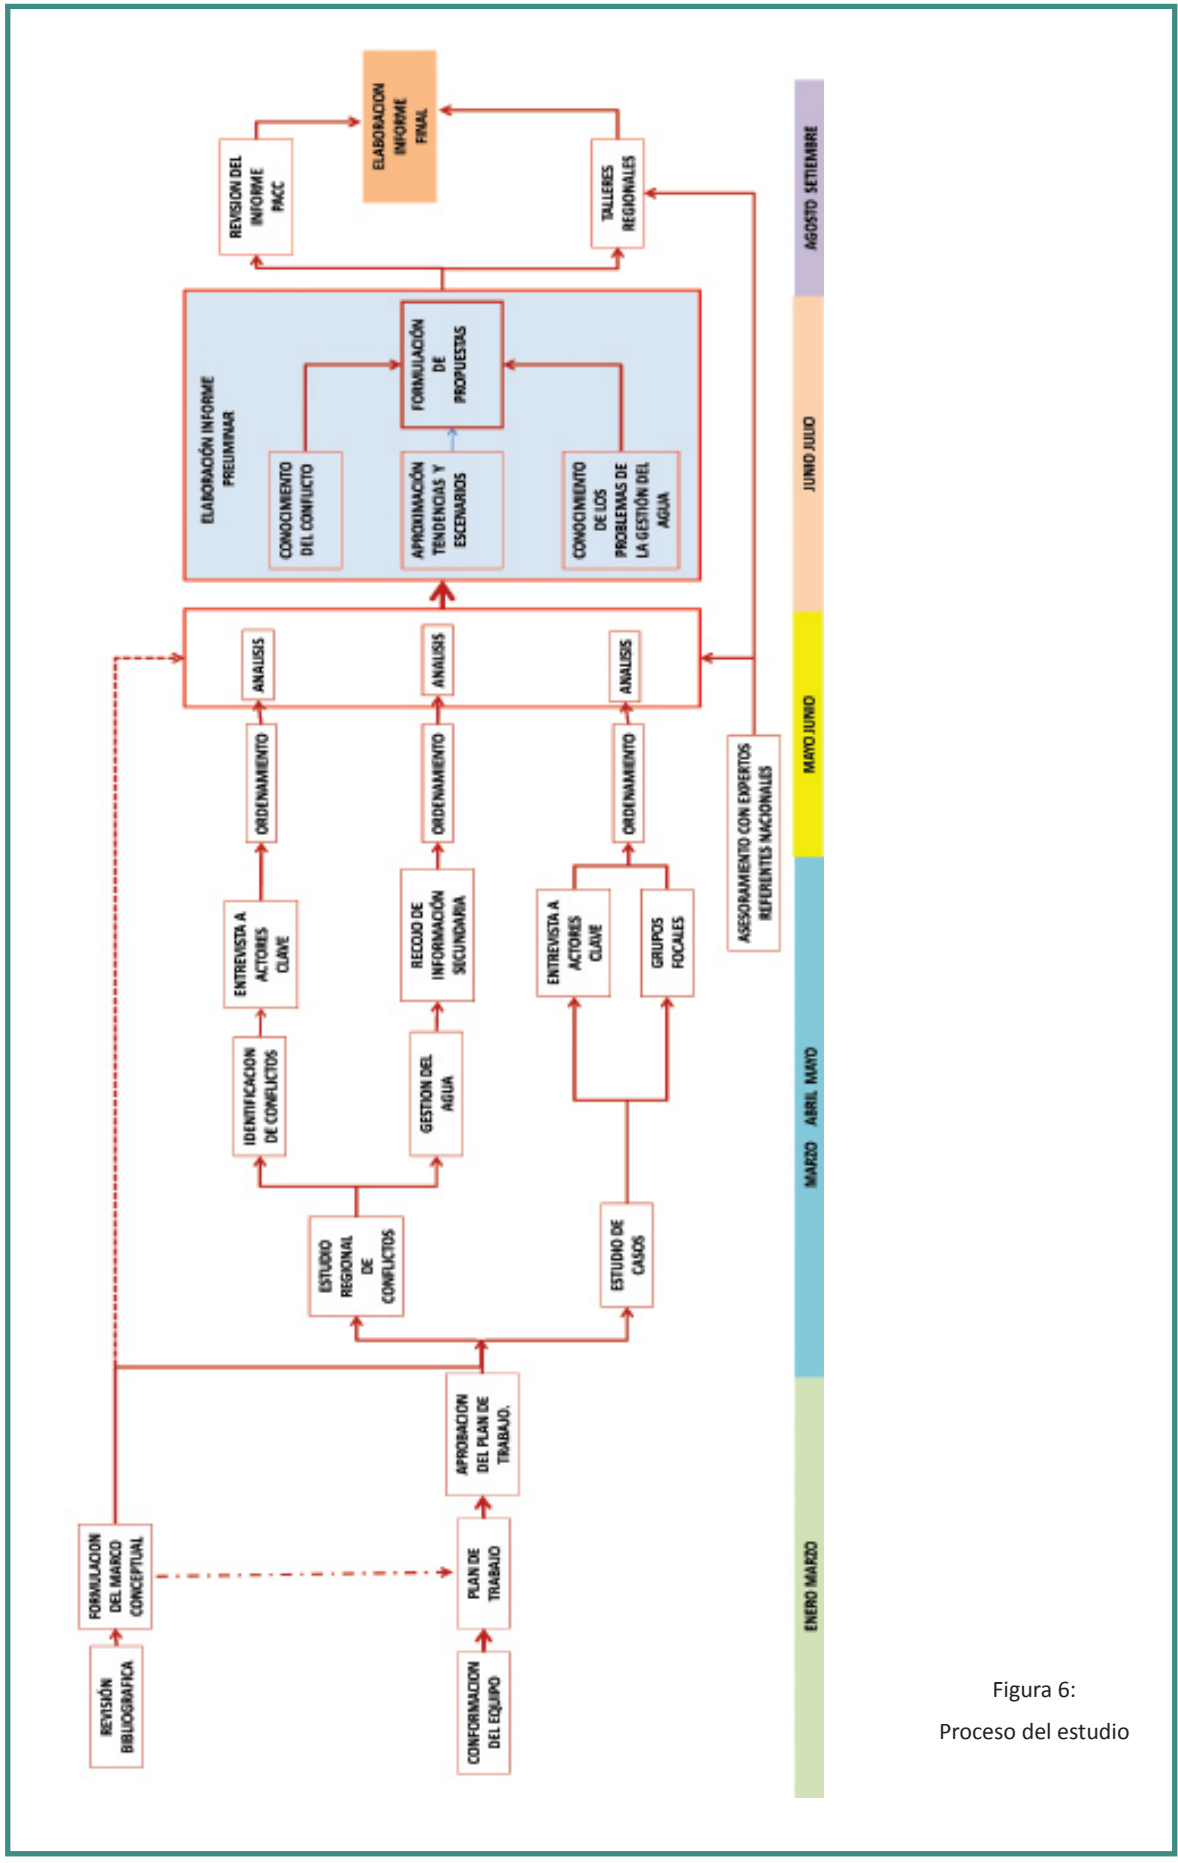 REVISIÓN
BIBLIOGRAFICA
FORMULACION
DEL MARCO
CONCEPTUAL
CONFORMACION
DEL EQUIPO
PLAN DE
TRABAJO
APROBACION
DEL PLAN DE
TRABAJO.
ESTUDIO
REGIONAL
DE
CONFLICTOS
ESTUDIO DE
CASOS
IDENTIFICACION
DE CONFLICTOS
GESTION DEL
AGUA
ENTREVISTA A
ACTORES
CLAVE
RECOJO DE
INFORMACIÓN
SECUNDARIA
ENTREVISTA A
ACTORES
CLAVE
GRUPOS
FOCALES
ORDENAMIENTO
ORDENAMIENTO
ORDENAMIENTO
ASESORAMIENTO CON EXPERTOS
REFERENTES NACIONALES
ANALISIS
ANALISIS
ANALISIS
ELABORACIÓN INFORME
PRELIMINAR
CONOCIMIENTO
DEL CONFLICTO
APROXIMACIÓN
TENDENCIAS Y
ESCENARIOS
CONOCIMIENTO
DE LOS
PROBLEMAS DE
LA GESTIÓN DEL
AGUA
FORMULACIÓN
DE
PROPUESTAS
REVISION DEL
INFORME
PACC
TALLERES
REGIONALES
ELABORACION
INFORME
FINAL
ENERO MARZO
MARZO ABRIL MAYO
MAYO JUNIO
JUNIO JULIO
AGOSTO SETIEMBRE
Figura 6:
Proceso del estudio